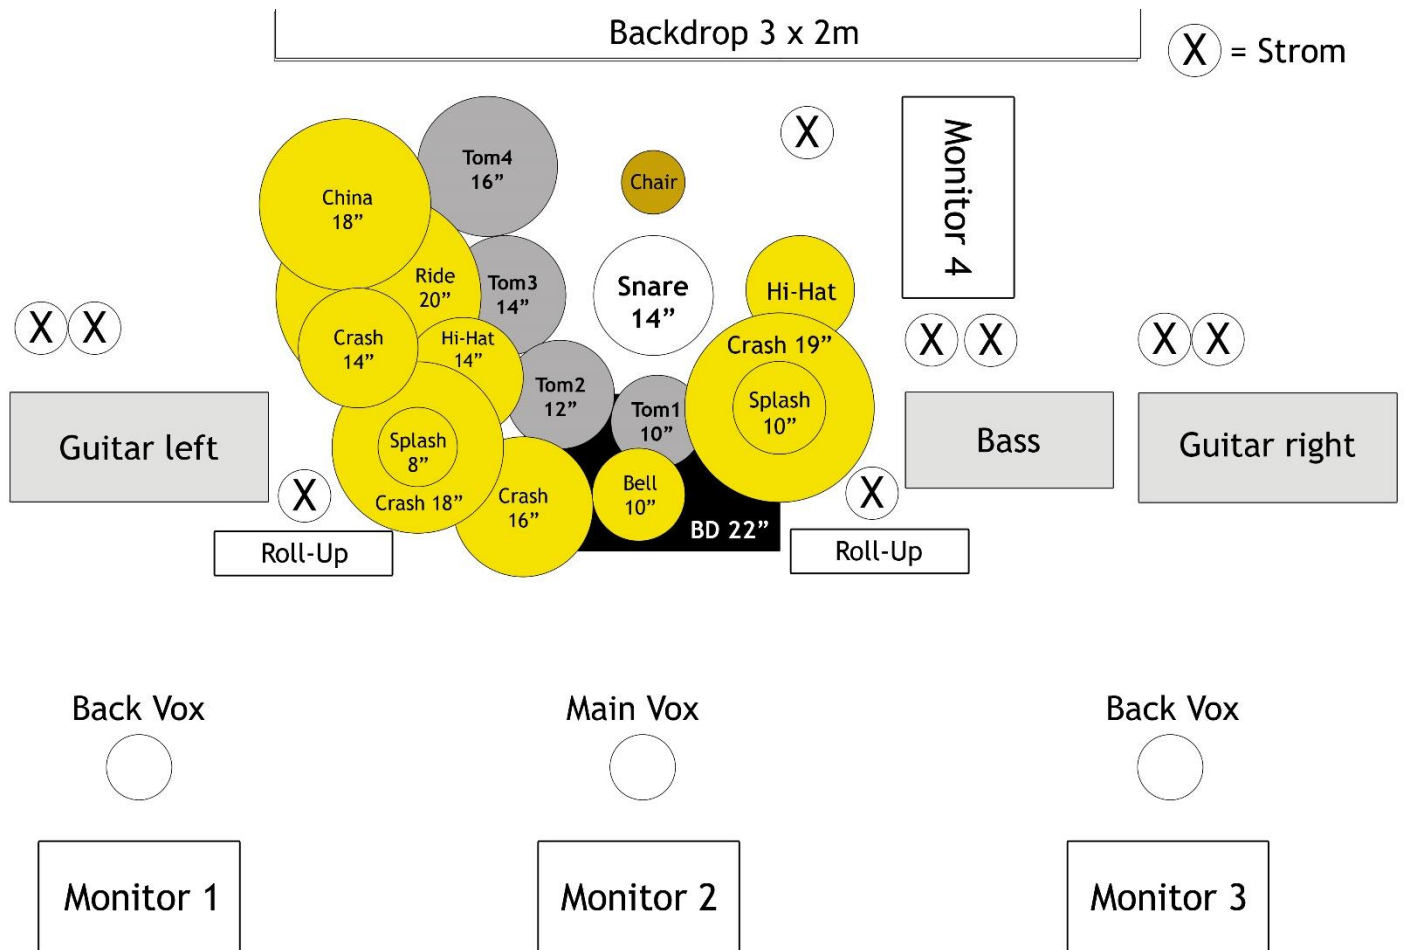 Backdrop 3 x 2m
X = Strom
X
Monitor 4
Tom4
16”
Chair
China
18”
Ride
20”
Tom3
14”
Snare
14”
Hi-Hat
X X
Crash
14”
Hi-Hat
14”
Crash 19”
X X
X X
Tom2
12”
Tom1
10”
Splash
10”
Guitar left
Splash
8”
Crash 18”
Bass
Guitar right
X
Crash
16”
Bell
10”
BD 22”
X
Roll-Up
Roll-Up
Back Vox
Main Vox
Back Vox
Monitor 1
Monitor 2
Monitor 3